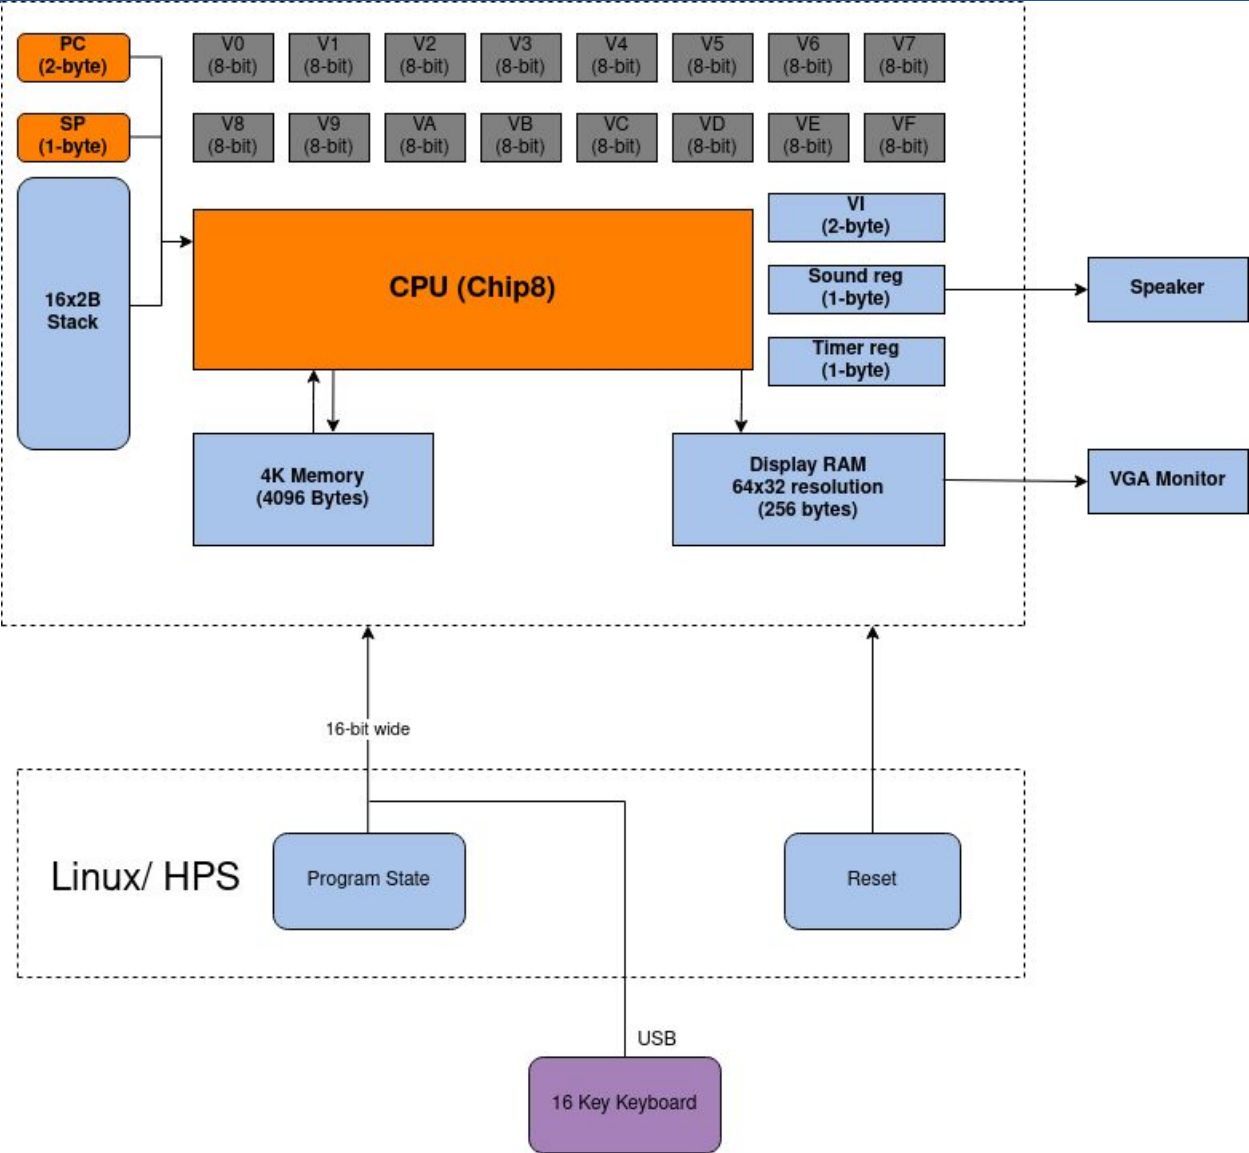 PC
(2-byte)
V0
(8-bit)
V1
(8-bit)
V2
(8-bit)
V3
(8-bit)
V4
(8-bit)
V5
(8-bit)
V6
(8-bit)
V7
(8-bit)
SP
(1-byte)
V8
(8-bit)
V9
(8-bit)
VA
(8-bit)
VB
(8-bit)
VC
(8-bit)
VD
(8-bit)
VE
(8-bit)
VF
(8-bit)
16x2B
Stack
CPU (Chip8)
VI
(2-byte)
Sound reg
(1-byte)
Timer reg
(1-byte)
Speaker
4K Memory
(4096 Bytes)
Display RAM
64x32 resolution
(256 bytes)
VGA Monitor
16-bit wide
Linux/ HPS
Program State
Reset
USB
16 Key Keyboard